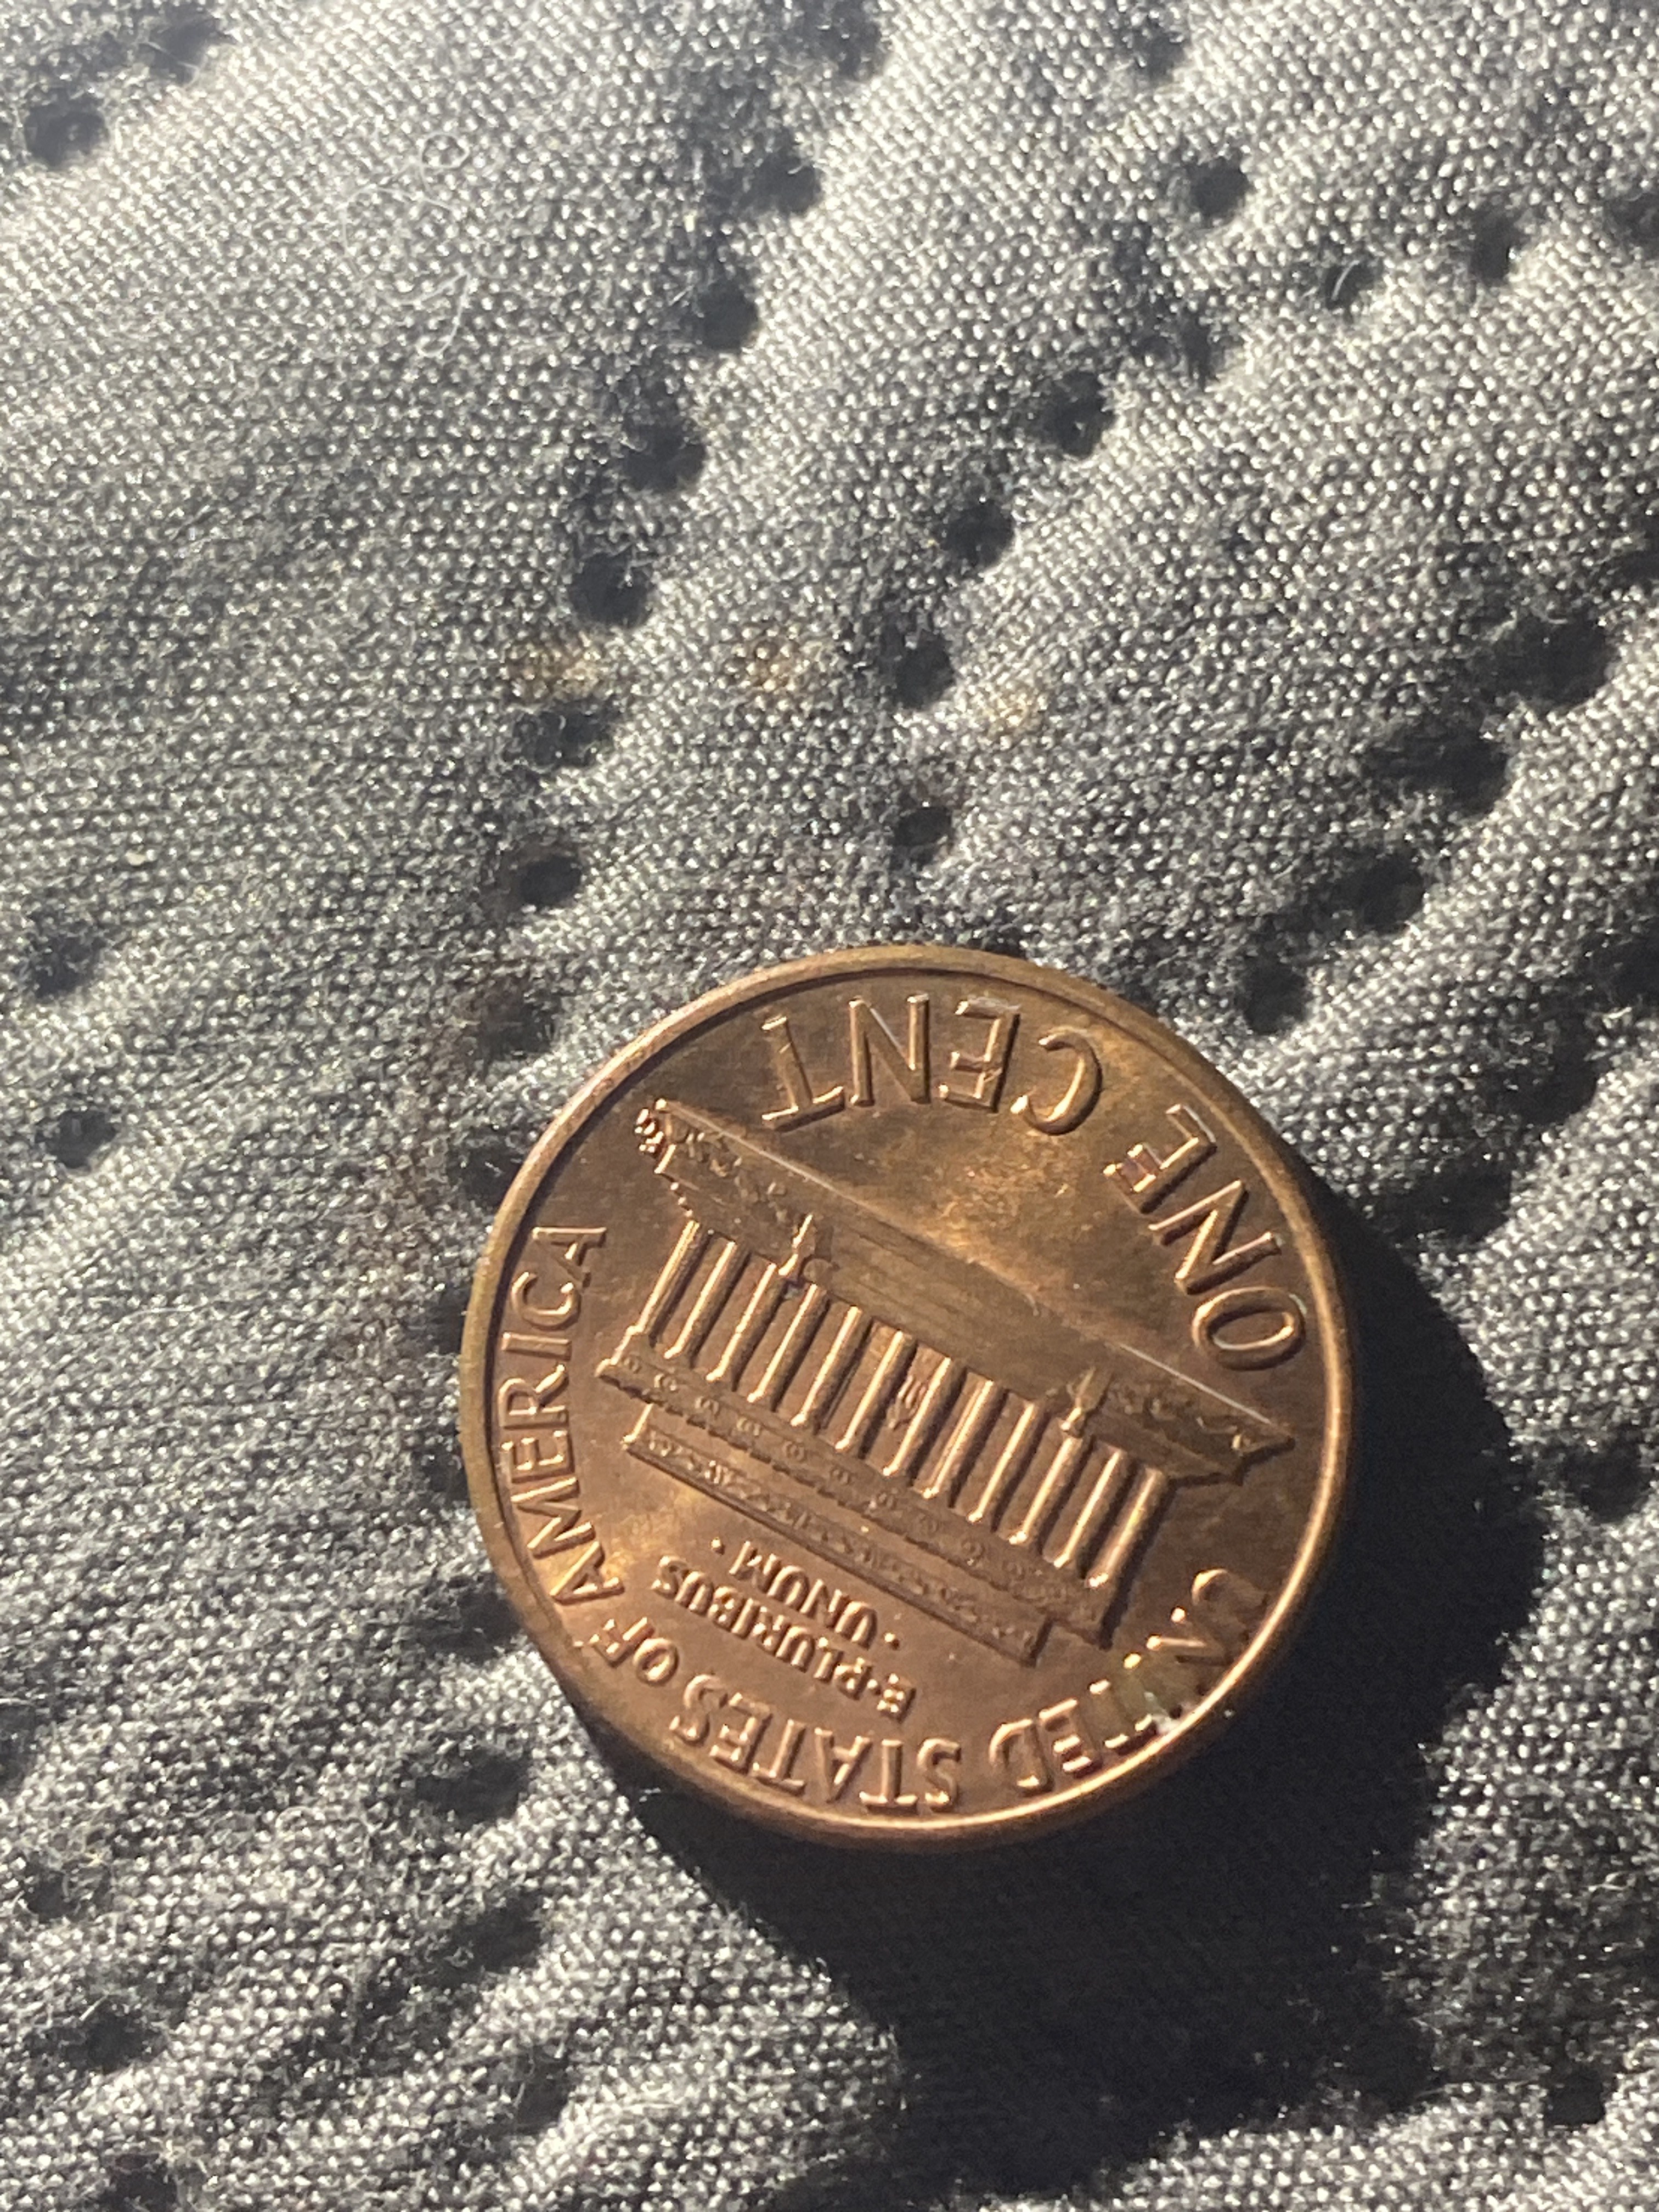 UNITED STATES OF AMERICA
E·PLURIBUS
·UNUM·
ONE CENT